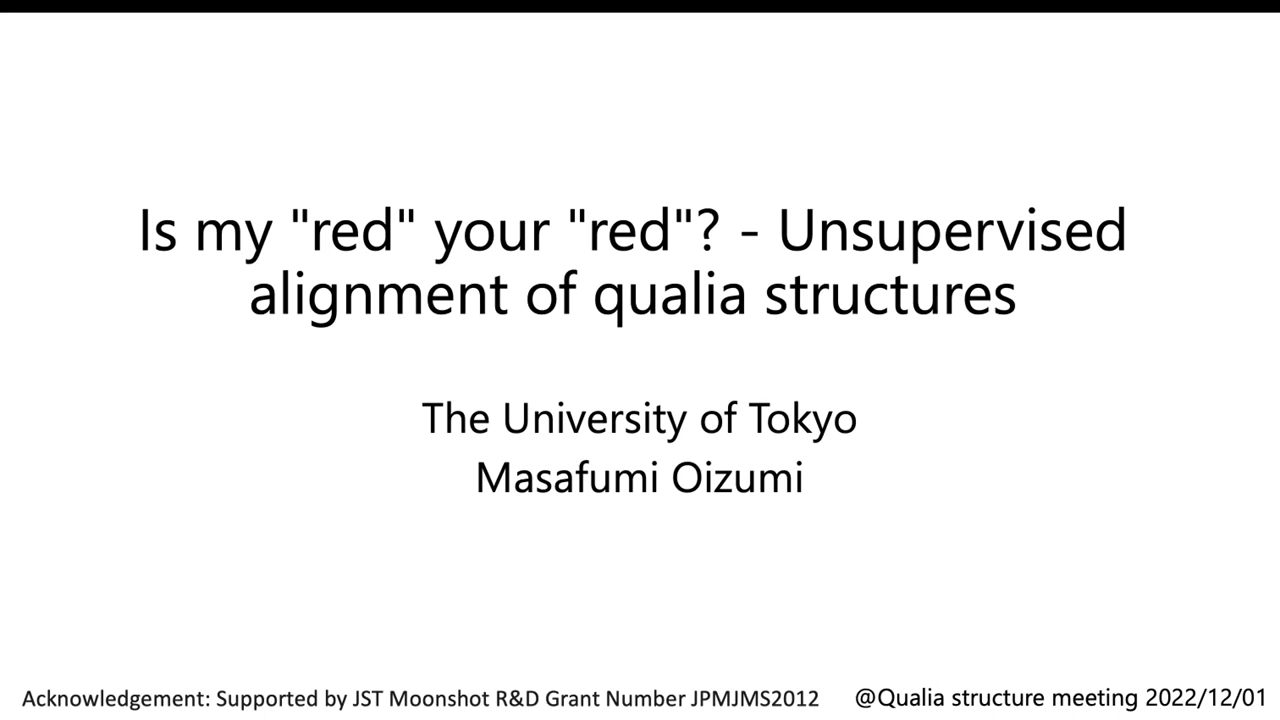 Is my "red" your "red"? - Unsupervised
alignment of qualia structures
The University of Tokyo
Masafumi Oizumi
Acknowledgement: Supported by JST Moonshot R&D Grant Number JPMJMS2012
@Qualia structure meeting 2022/12/01